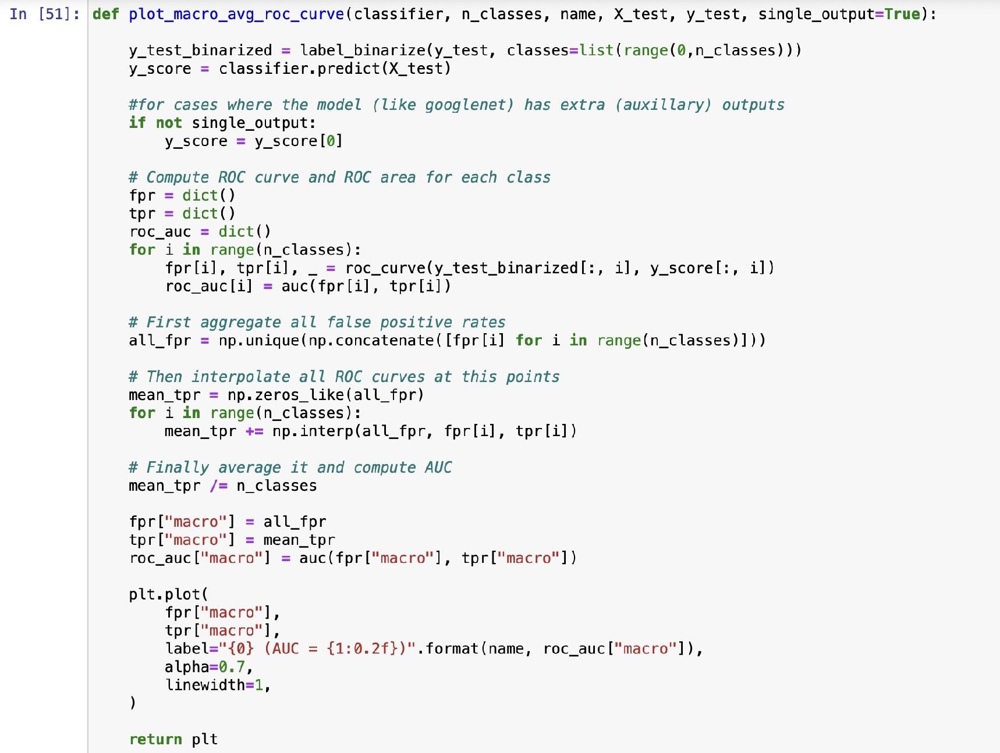 In [51]: def plot_macro_avg_roc_curve(classifier, n_classes, name, X_test, y_test, single_output=True):
y_test_binarized = label_binarize(y_test, classes=list(range(0,n_classes)))
y_score = classifier.predict(X_test)
#for cases where the model (like googlenet) has extra (auxillary) outputs
if not single_output:
y_score = y_score[0]
# Compute ROC curve and ROC area for each class
fpr = dict()
tpr = dict()
roc_auc = dict()
for i in range(n_classes):
fpr[i], tpr[i], _ = roc_curve(y_test_binarized[:, i], y_score[:, i])
roc_auc[i] = auc(fpr[i], tpr[i])
# First aggregate all false positive rates
all_fpr = np.unique(np.concatenate([fpr[i] for i in range(n_classes)]))
# Then interpolate all ROC curves at this points
mean_tpr = np.zeros_like(all_fpr)
for i in range(n_classes):
mean_tpr += np.interp(all_fpr, fpr[i], tpr[i])
# Finally average it and compute AUC
mean_tpr /= n_classes
fpr["macro"] = all_fpr
tpr["macro"] = mean_tpr
roc_auc["macro"] = auc(fpr["macro"], tpr["macro"])
plt.plot(
fpr["macro"],
tpr["macro"],
label="{0} (AUC = {1:0.2f})".format(name, roc_auc["macro"]),
alpha=0.7,
linewidth=1,
)
return plt